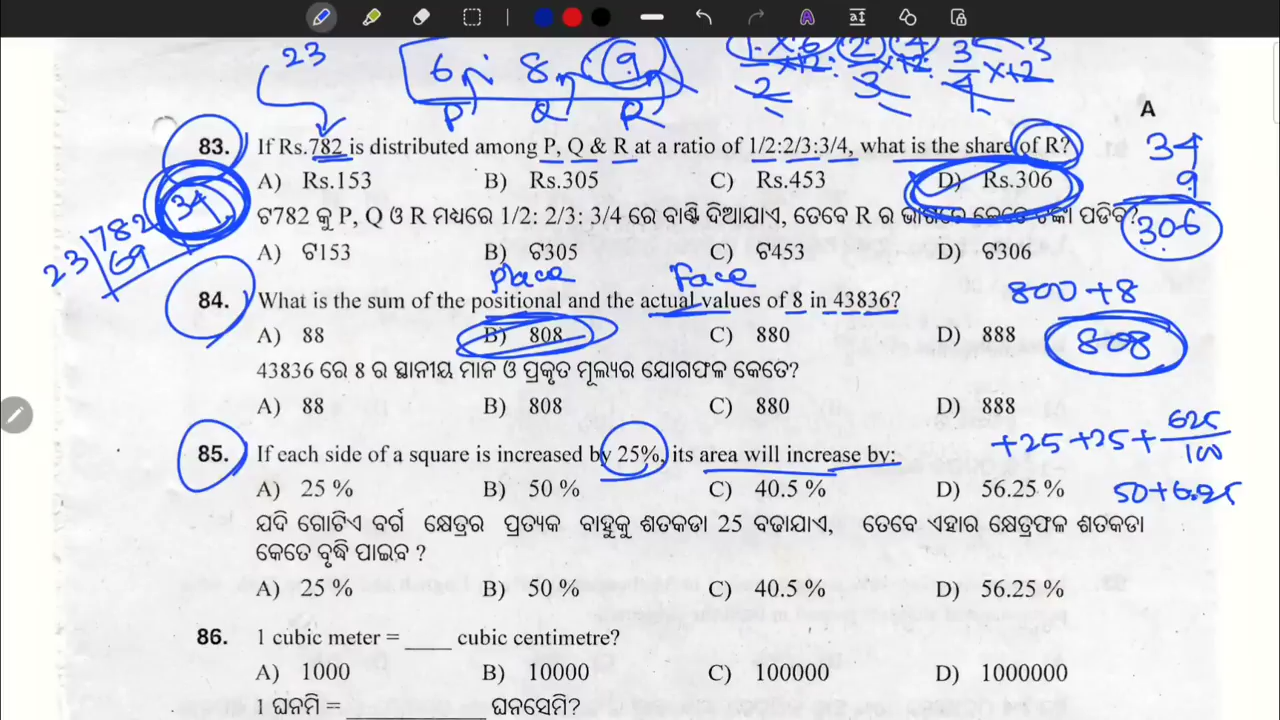 23 6 : 8 : 9
P Q R
A
83. If Rs.782 is distributed among P, Q & R at a ratio of 1/2:2/3:3/4, what is the share of R?
A) Rs.153 B) Rs.305 C) Rs.453 D) Rs.306
ଟ782 କୁ P, Q ଓ R ମଧ୍ୟରେ 1/2: 2/3: 3/4 ରେ ବାଣ୍ଟି ଦିଆଯାଏ, ତେବେ R ର ଭାଗରେ କେତେ ଟଙ୍କା ପଡିବ?
A) ଟ153 B) ଟ305 C) ଟ453 D) ଟ306
34
9
306
34
23 782
69
place face
84. What is the sum of the positional and the actual values of 8 in 43836?
800 + 8
A) 88 B) 808 C) 880 D) 888
808
43836 ରେ 8 ର ସ୍ଥାନୀୟ ମାନ ଓ ପ୍ରକୃତ ମୂଲ୍ୟର ଯୋଗଫଳ କେତେ?
A) 88 B) 808 C) 880 D) 888
85. If each side of a square is increased by 25%, its area will increase by:
+25 +25 + 625
100
A) 25 % B) 50 % C) 40.5 % D) 56.25 %
50+6.25
ଯଦି ଗୋଟିଏ ବର୍ଗ କ୍ଷେତ୍ରର ପ୍ରତ୍ୟକ ବାହୁକୁ ଶତକଡା 25 ବଢାଯାଏ, ତେବେ ଏହାର କ୍ଷେତ୍ରଫଳ ଶତକଡା
କେତେ ବୃଦ୍ଧି ପାଇବ ?
A) 25 % B) 50 % C) 40.5 % D) 56.25 %
86. 1 cubic meter = ____ cubic centimetre?
A) 1000 B) 10000 C) 100000 D) 1000000
1 ଘନମି = ________ ଘନସେମି?